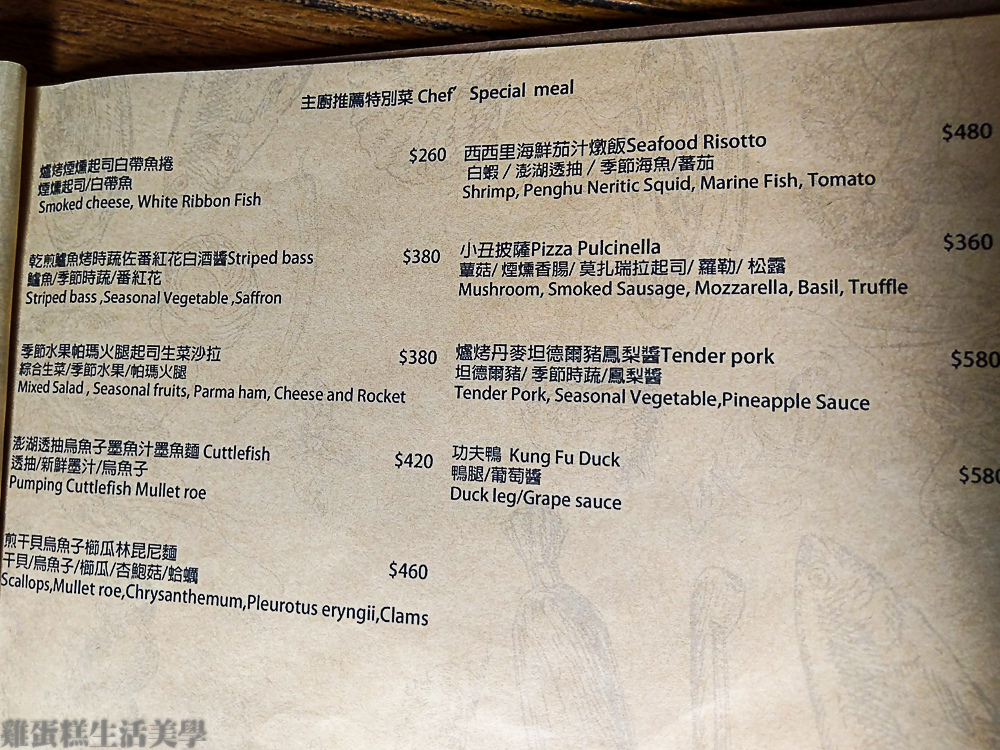 主廚推薦特別菜 Chef' Special meal
爐烤煙燻起司白帶魚捲
$260
煙燻起司/白帶魚
Smoked cheese, White Ribbon Fish
乾煎鱸魚烤時蔬佐番紅花白酒醬Striped bass
$380
鱸魚/季節時蔬/番紅花
Striped bass ,Seasonal Vegetable ,Saffron
季節水果帕瑪火腿起司生菜沙拉
$380
綜合生菜/季節水果/帕瑪火腿
Mixed Salad , Seasonal fruits, Parma ham, Cheese and Rocket
澎湖透抽烏魚子墨魚汁墨魚麵 Cuttlefish
$420
透抽/新鮮墨汁/烏魚子
Pumping Cuttlefish Mullet roe
煎干貝烏魚子櫛瓜林昆尼麵
$460
干貝/烏魚子/櫛瓜/杏鮑菇/蛤蠣
Scallops,Mullet roe,Chrysanthemum,Pleurotus eryngii,Clams
西西里海鮮茄汁燉飯Seafood Risotto
$480
白蝦 / 澎湖透抽 / 季節海魚/蕃茄
Shrimp, Penghu Neritic Squid, Marine Fish, Tomato
小丑披薩Pizza Pulcinella
$360
蕈菇/ 煙燻香腸/ 莫扎瑞拉起司/ 蘿勒/ 松露
Mushroom, Smoked Sausage, Mozzarella, Basil, Truffle
爐烤丹麥坦德爾豬鳳梨醬Tender pork
$580
坦德爾豬/ 季節時蔬/鳳梨醬
Tender Pork, Seasonal Vegetable,Pineapple Sauce
功夫鴨 Kung Fu Duck
$580
鴨腿/葡萄醬
Duck leg/Grape sauce
雞蛋糕生活美學